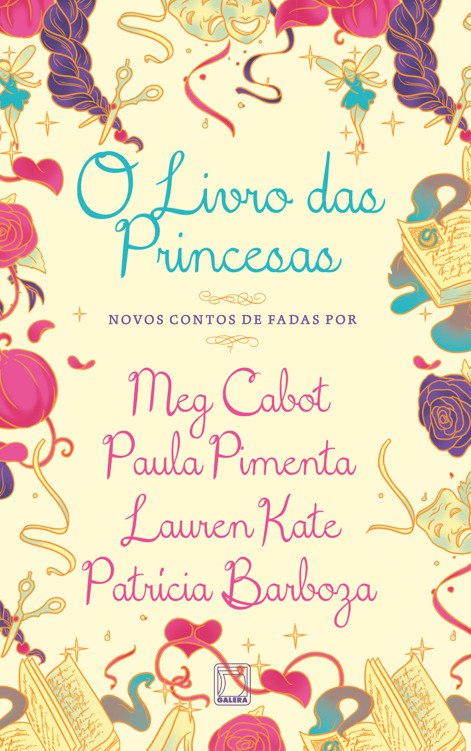 O Livro das
Princesas
NOVOS CONTOS DE FADAS POR
Meg Cabot
Paula Pimenta
Lauren Kate
Patrícia Barboza
GALERA